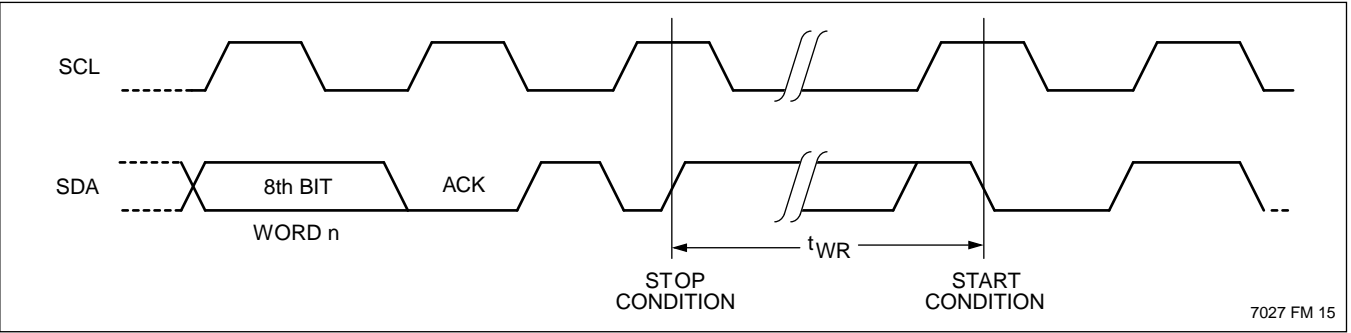 SCL
SDA
8th BIT
ACK
WORD n
tWR
STOP
CONDITION
START
CONDITION
7027 FM 15